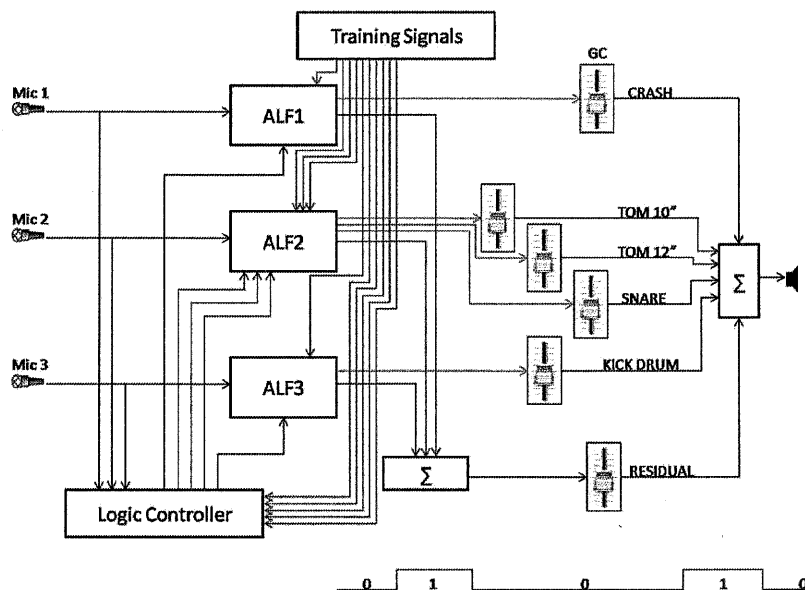 Training Signals
GC
Mic 1
CRASH
ALF1
Mic 2
TOM 10"
ALF2
TOM 12"
Σ
SNARE
Mic 3
KICK DRUM
ALF3
Σ
RESIDUAL
Logic Controller
0 1 0 1 0